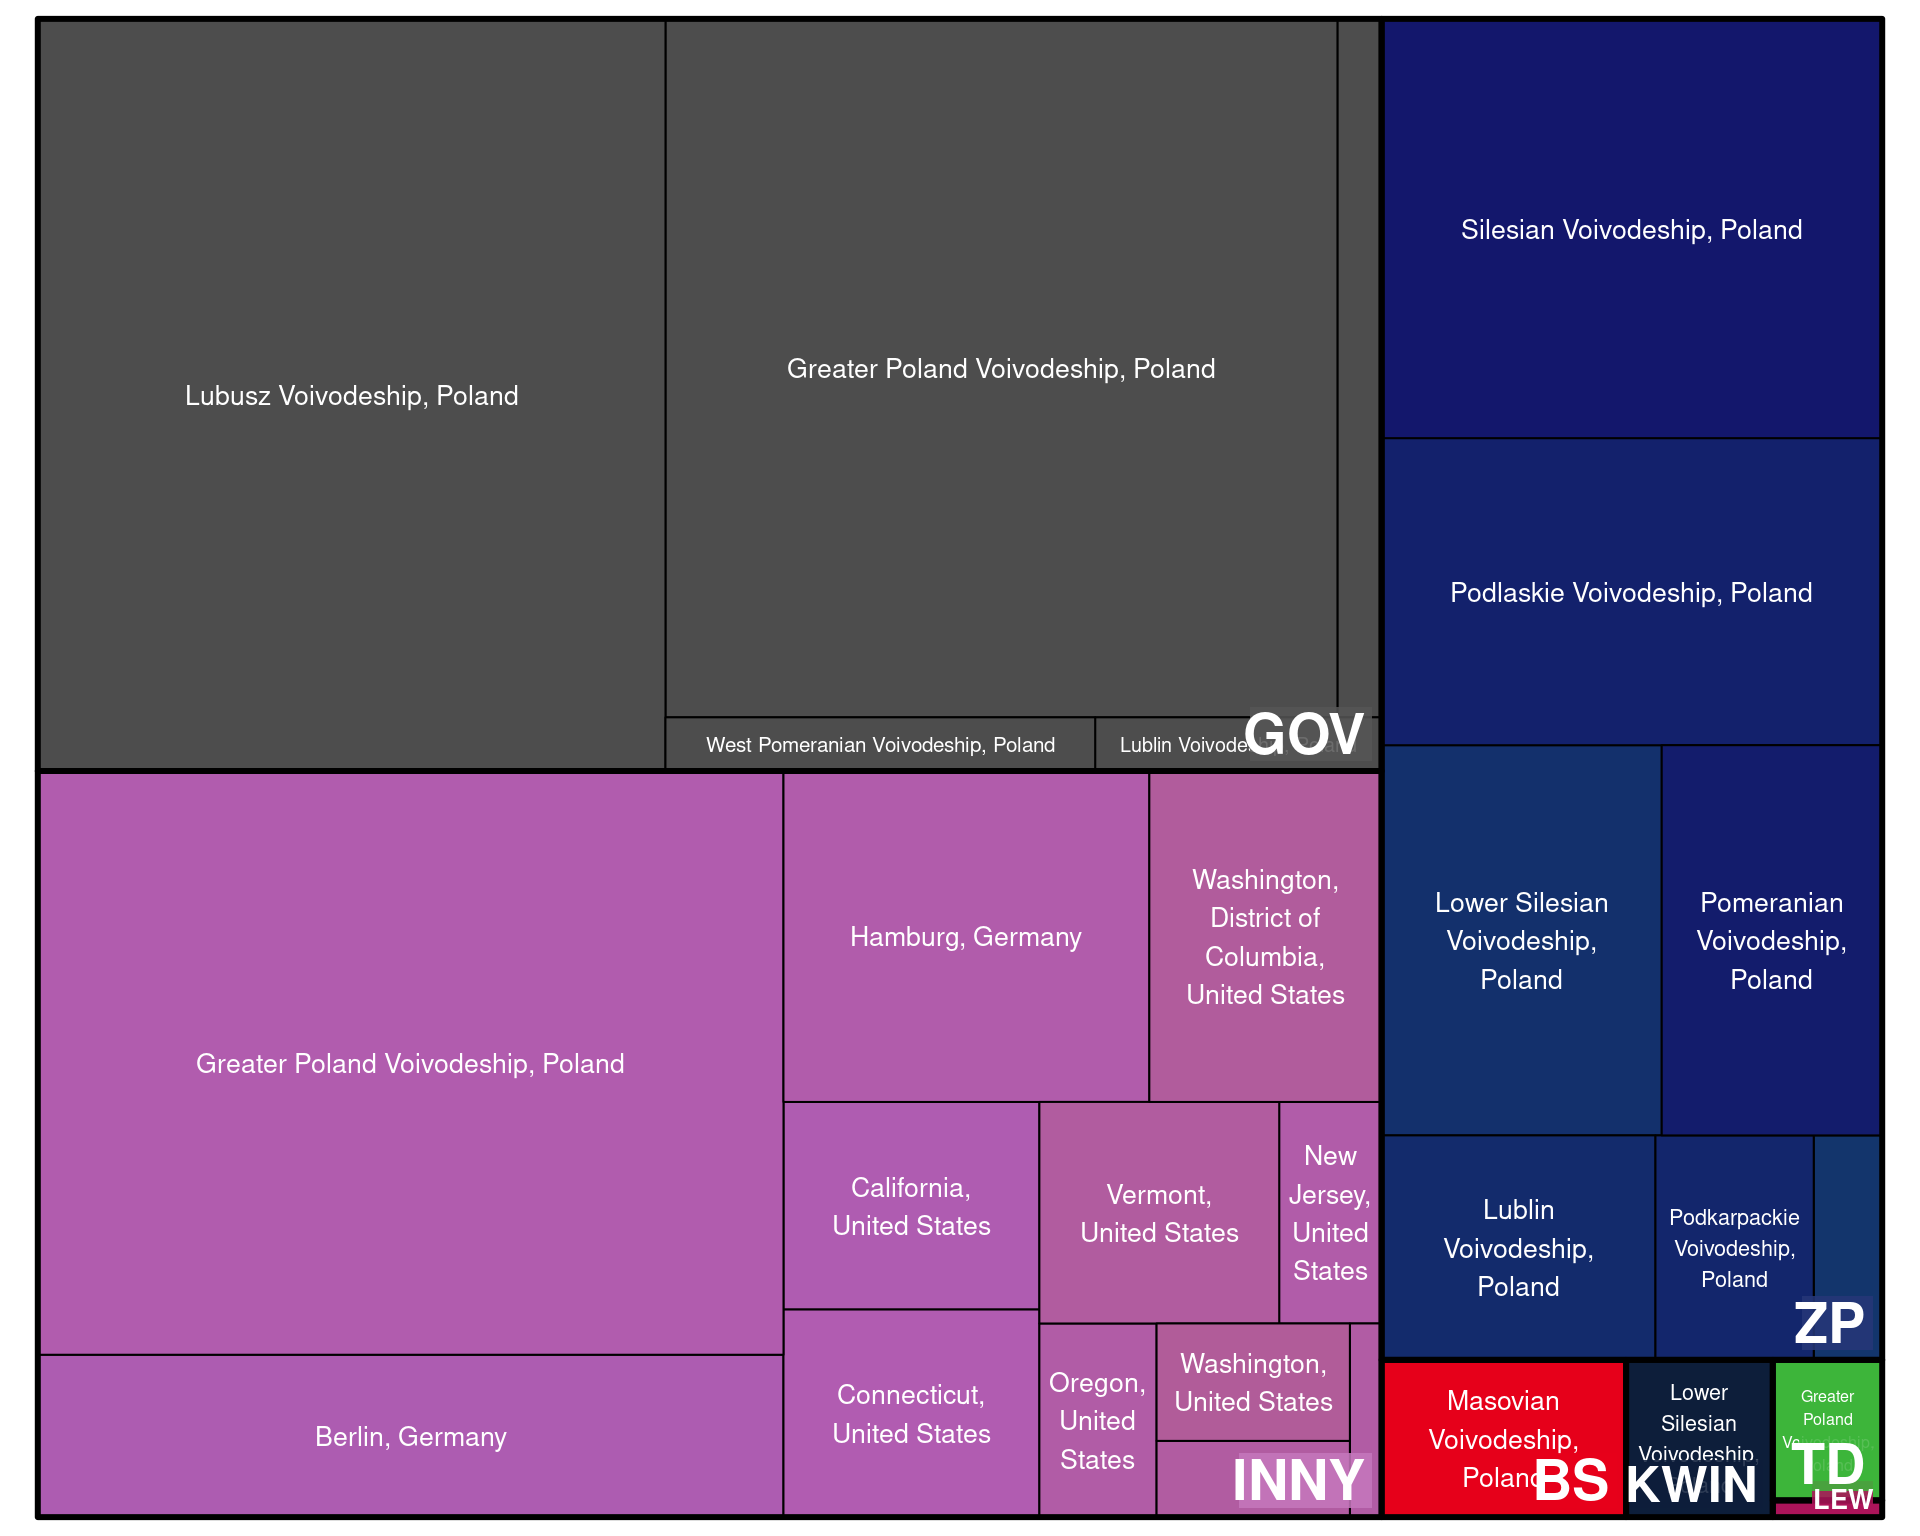 Lubusz Voivodeship, Poland
Greater Poland Voivodeship, Poland
West Pomeranian Voivodeship, Poland
Lublin
GOV
Silesian Voivodeship, Poland
Podlaskie Voivodeship, Poland
Lower Silesian
Voivodeship,
Poland
Pomeranian
Voivodeship,
Poland
Lublin
Voivodeship,
Poland
Podkarpackie
Voivodeship,
Poland
ZP
Greater Poland Voivodeship, Poland
Berlin, Germany
Hamburg, Germany
Washington,
District of
Columbia,
United States
California,
United States
Vermont,
United States
New
Jersey,
United
States
Connecticut,
United States
Oregon,
United
States
Washington,
United States
INNY
Masovian
Voivodeship,
Poland
BS
Lower
Silesian
Voivodeship,
KWIN
Greater
Poland
TD
LEW